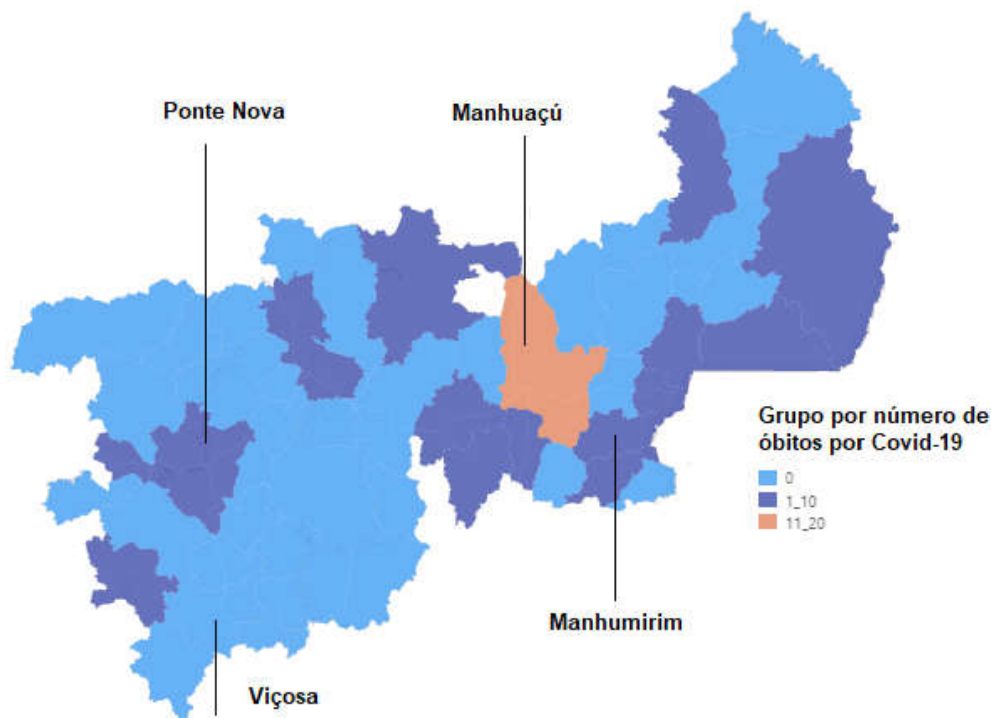 Ponte Nova
Manhuaçú
Grupo por número de
óbitos por Covid-19
0
1_10
11_20
Manhumirim
Viçosa